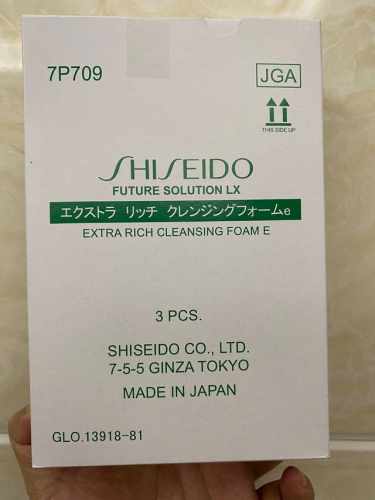 7P709
JGA
THIS SIDE UP
SHISEIDO
FUTURE SOLUTION LX
エクストラ リッチ クレンジングフォームe
EXTRA RICH CLEANSING FOAM E
3 PCS.
SHISEIDO CO., LTD.
7-5-5 GINZA TOKYO
MADE IN JAPAN
GLO.13918-81